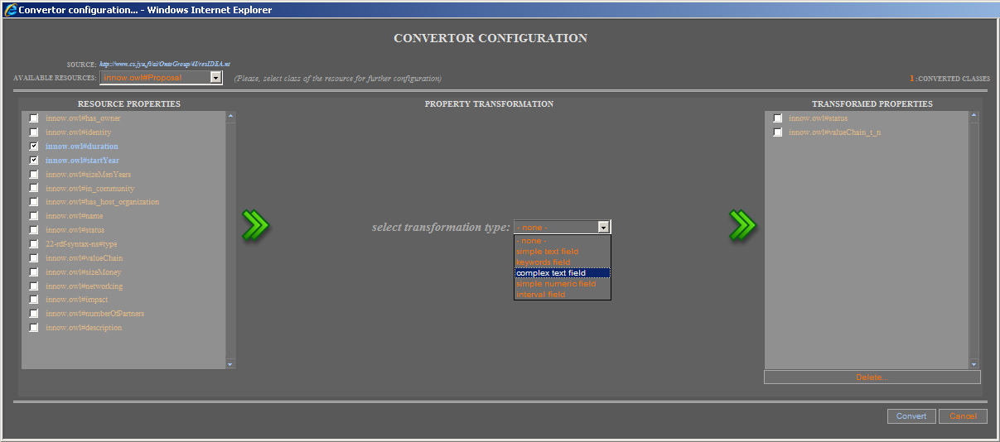 Convertor configuration... - Windows Internet Explorer
CONVERTOR CONFIGURATION
SOURCE: http://www.cs.jyu.fi/ai/OntoGroup/4I/resIDEA.nt
AVAILABLE RESOURCES: innow.owl#Proposal (Please, select class of the resource for further configuration) 1 :CONVERTED CLASSES
RESOURCE PROPERTIES
innow.owl#has_owner
innow.owl#identity
innow.owl#duration
innow.owl#startYear
innow.owl#sizeMenYears
innow.owl#in_community
innow.owl#has_host_organization
innow.owl#name
innow.owl#status
22-rdf-syntax-ns#type
innow.owl#valueChain
innow.owl#sizeMoney
innow.owl#networking
innow.owl#impact
innow.owl#numberOfPartners
innow.owl#description
PROPERTY TRANSFORMATION
select transformation type: - none -
- none -
simple text field
keywords field
complex text field
simple numeric field
interval field
TRANSFORMED PROPERTIES
innow.owl#status
innow.owl#valueChain_t_n
Delete...
Convert Cancel